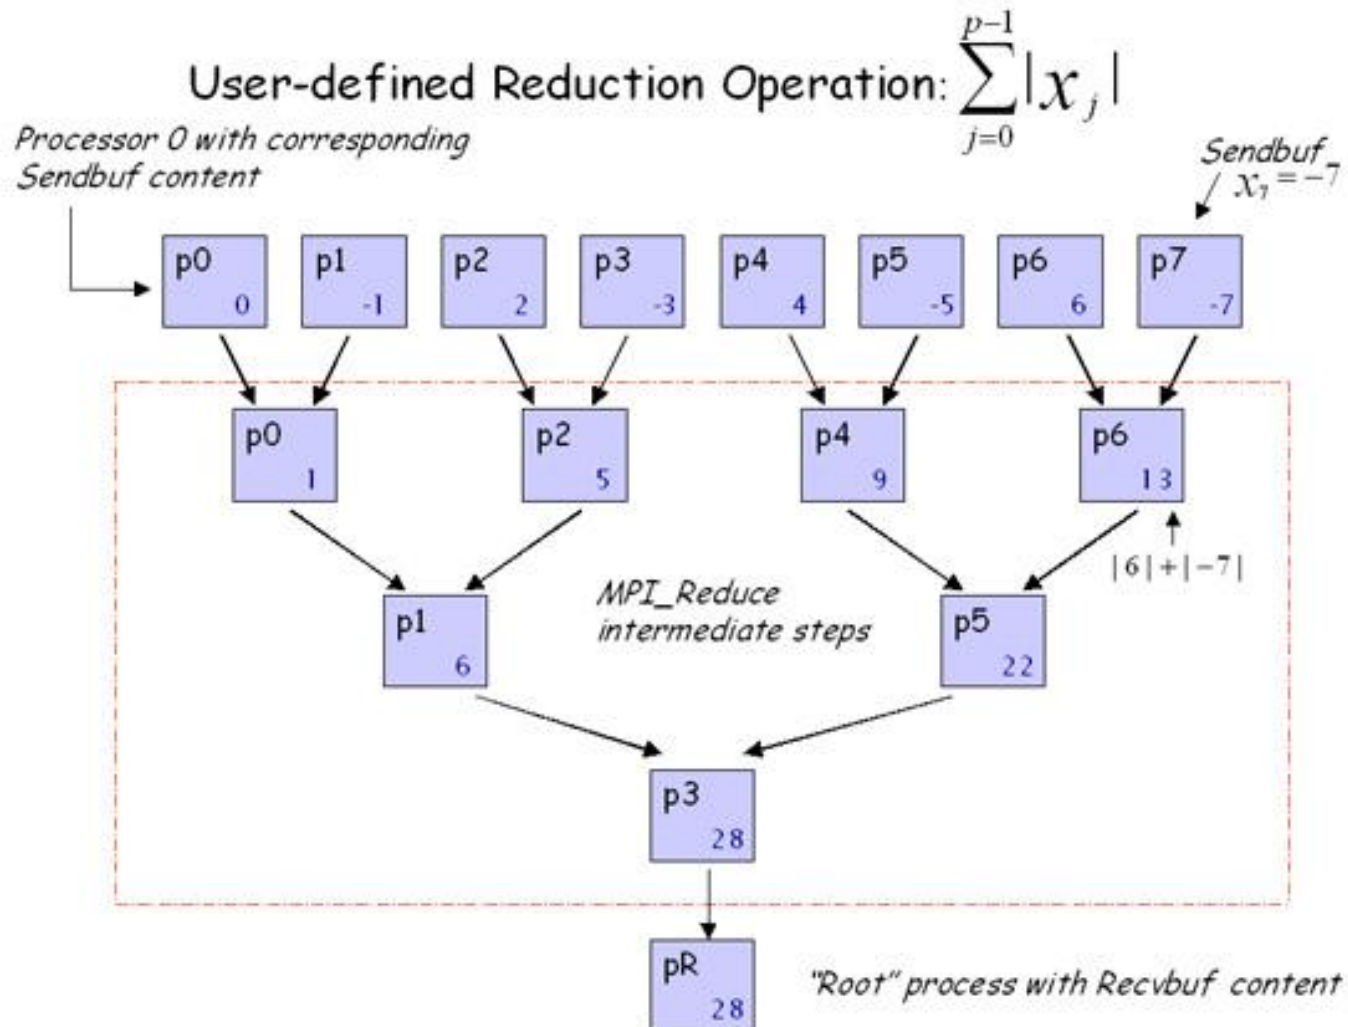 User-defined Reduction Operation: \sum_{j=0}^{p-1} |x_j|
Processor 0 with corresponding
Sendbuf content
Sendbuf
x_7 = -7
p0
0
p1
-1
p2
2
p3
-3
p4
4
p5
-5
p6
6
p7
-7
p0
1
p2
5
p4
9
p6
13
|6|+|-7|
MPI_Reduce
intermediate steps
p1
6
p5
22
p3
28
pR
28
"Root" process with Recvbuf content